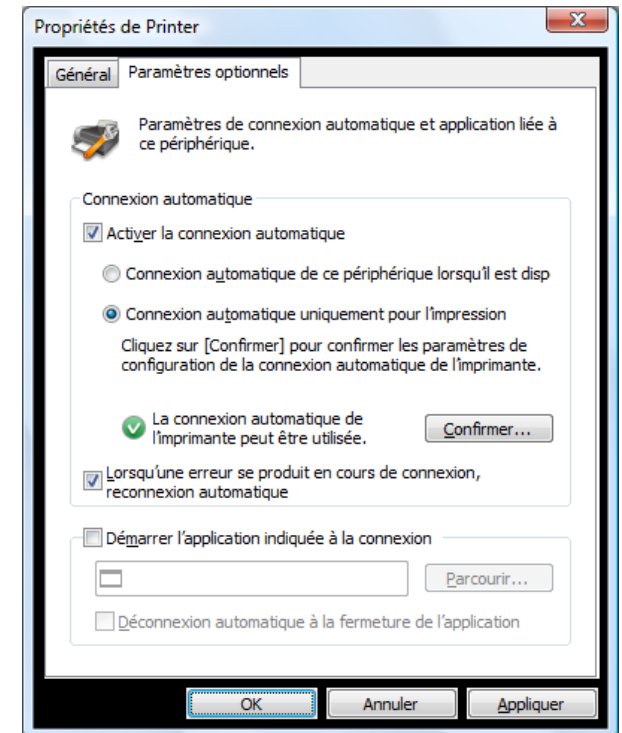 Propriétés de Printer
Général Paramètres optionnels
Paramètres de connexion automatique et application liée à
ce périphérique.
Connexion automatique
Activer la connexion automatique
Connexion automatique de ce périphérique lorsqu'il est disp
Connexion automatique uniquement pour l'impression
Cliquez sur [Confirmer] pour confirmer les paramètres de
configuration de la connexion automatique de l'imprimante.
La connexion automatique de
l'imprimante peut être utilisée.
Confirmer...
Lorsqu'une erreur se produit en cours de connexion,
reconnexion automatique
Démarrer l'application indiquée à la connexion
Parcourir...
Déconnexion automatique à la fermeture de l'application
OK Annuler Appliquer